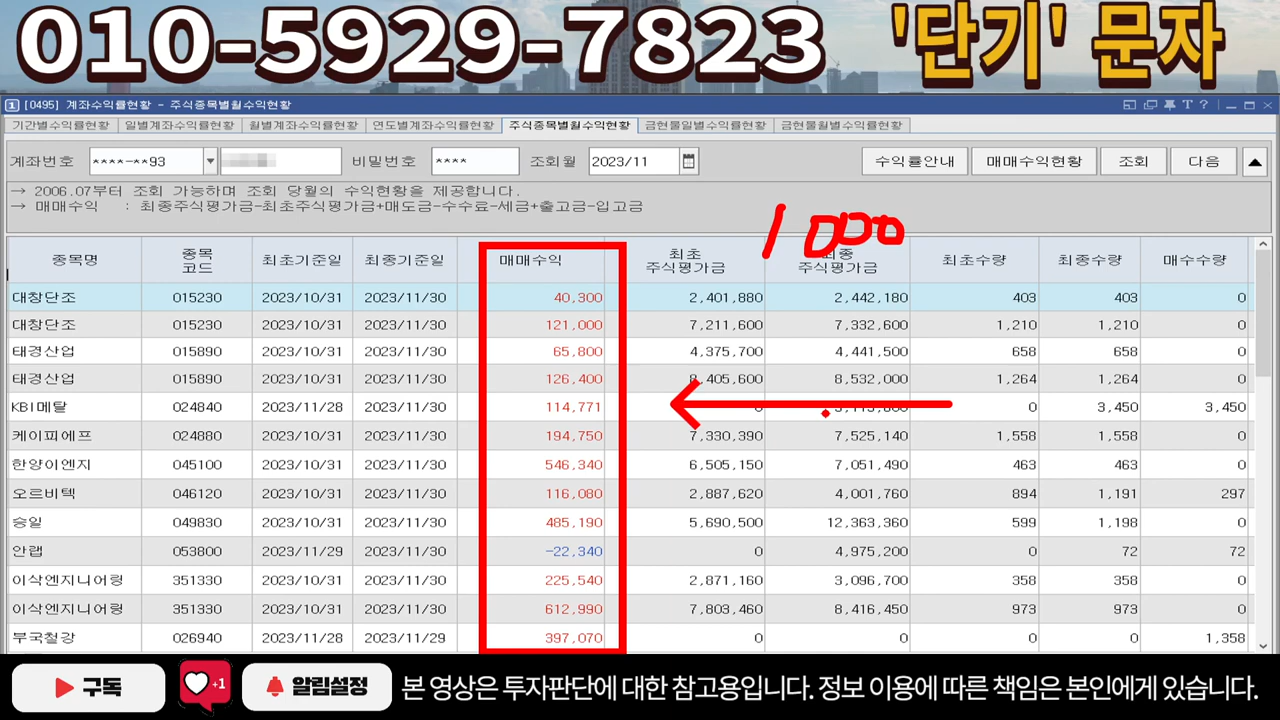 010-5929-7823 '단기' 문자
1 [0495] 계좌수익률현황 - 주식종목별월수익현황
기간별수익률현황 일별계좌수익률현황 월별계좌수익률현황 연도별계좌수익률현황 주식종목별월수익현황 금현물일별수익률현황 금현물월별수익률현황
계좌번호 ****-**93 비밀번호 **** 조회월 2023/11 수익률안내 매매수익현황 조회 다음
→ 2006.07부터 조회 가능하며 조회 당월의 수익현황을 제공합니다.
→ 매매수익 : 최종주식평가금-최초주식평가금+매도금-수수료-세금+출고금-입고금
1000
종목명 종목코드 최초기준일 최종기준일 매매수익 최초주식평가금 최종주식평가금 최초수량 최종수량 매수수량
대창단조 015230 2023/10/31 2023/11/30 40,300 2,401,880 2,442,180 403 403 0
대창단조 015230 2023/10/31 2023/11/30 121,000 7,211,600 7,332,600 1,210 1,210 0
태경산업 015890 2023/10/31 2023/11/30 65,800 4,375,700 4,441,500 658 658 0
태경산업 015890 2023/10/31 2023/11/30 126,400 8,405,600 8,532,000 1,264 1,264 0
KBI메탈 024840 2023/11/28 2023/11/30 114,771 0 0 3,450 3,450
케이피에프 024880 2023/10/31 2023/11/30 194,750 7,330,390 7,525,140 1,558 1,558 0
한양이엔지 045100 2023/10/31 2023/11/30 546,340 6,505,150 7,051,490 463 463 0
오르비텍 046120 2023/10/31 2023/11/30 116,080 2,887,620 4,001,760 894 1,191 297
승일 049830 2023/10/31 2023/11/30 485,190 5,690,500 12,363,360 599 1,198 0
안랩 053800 2023/11/29 2023/11/30 -22,340 0 4,975,200 0 72 72
이삭엔지니어링 351330 2023/10/31 2023/11/30 225,540 2,871,160 3,096,700 358 358 0
이삭엔지니어링 351330 2023/10/31 2023/11/30 612,990 7,803,460 8,416,450 973 973 0
부국철강 026940 2023/11/28 2023/11/29 397,070 0 0 0 0 1,358
구독 +1 알림설정 본 영상은 투자판단에 대한 참고용입니다. 정보 이용에 따른 책임은 본인에게 있습니다.